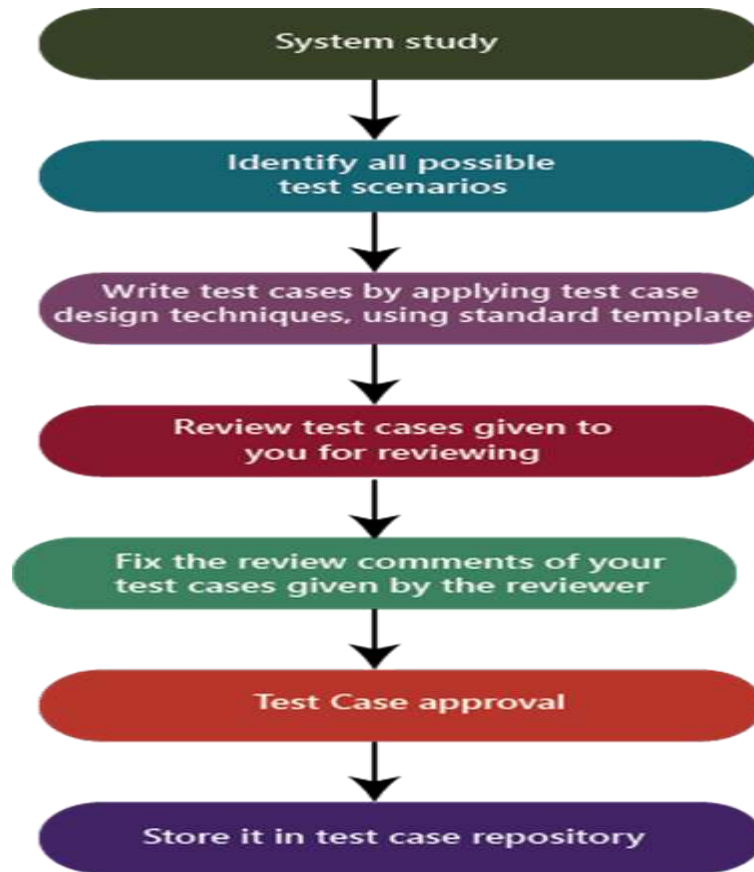 System study
Identify all possible
test scenarios
Write test cases by applying test case
design techniques, using standard template
Review test cases given to
you for reviewing
Fix the review comments of your
test cases given by the reviewer
Test Case approval
Store it in test case repository